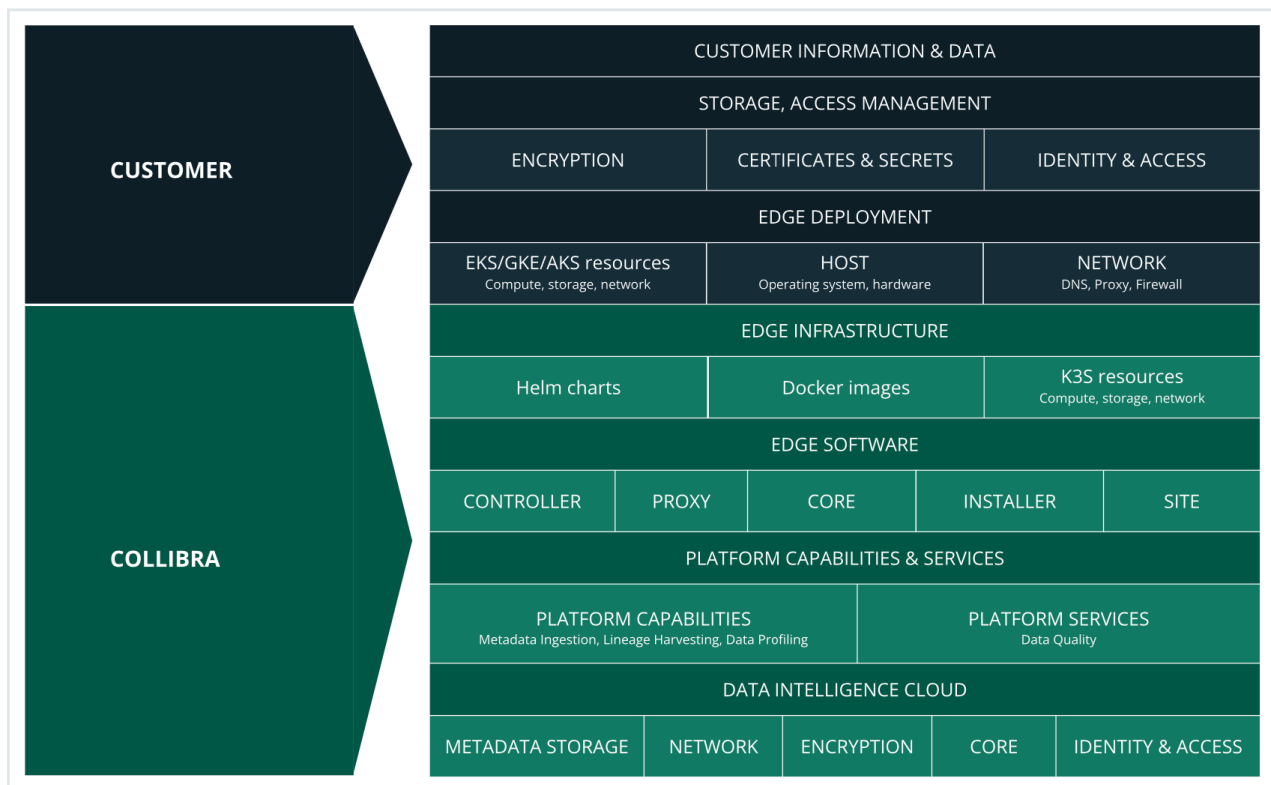 CUSTOMER
CUSTOMER INFORMATION & DATA
STORAGE, ACCESS MANAGEMENT
ENCRYPTION
CERTIFICATES & SECRETS
IDENTITY & ACCESS
EDGE DEPLOYMENT
EKS/GKE/AKS resources
Compute, storage, network
HOST
Operating system, hardware
NETWORK
DNS, Proxy, Firewall
COLLIBRA
EDGE INFRASTRUCTURE
Helm charts
Docker images
K3S resources
Compute, storage, network
EDGE SOFTWARE
CONTROLLER
PROXY
CORE
INSTALLER
SITE
PLATFORM CAPABILITIES & SERVICES
PLATFORM CAPABILITIES
Metadata Ingestion, Lineage Harvesting, Data Profiling
PLATFORM SERVICES
Data Quality
DATA INTELLIGENCE CLOUD
METADATA STORAGE
NETWORK
ENCRYPTION
CORE
IDENTITY & ACCESS